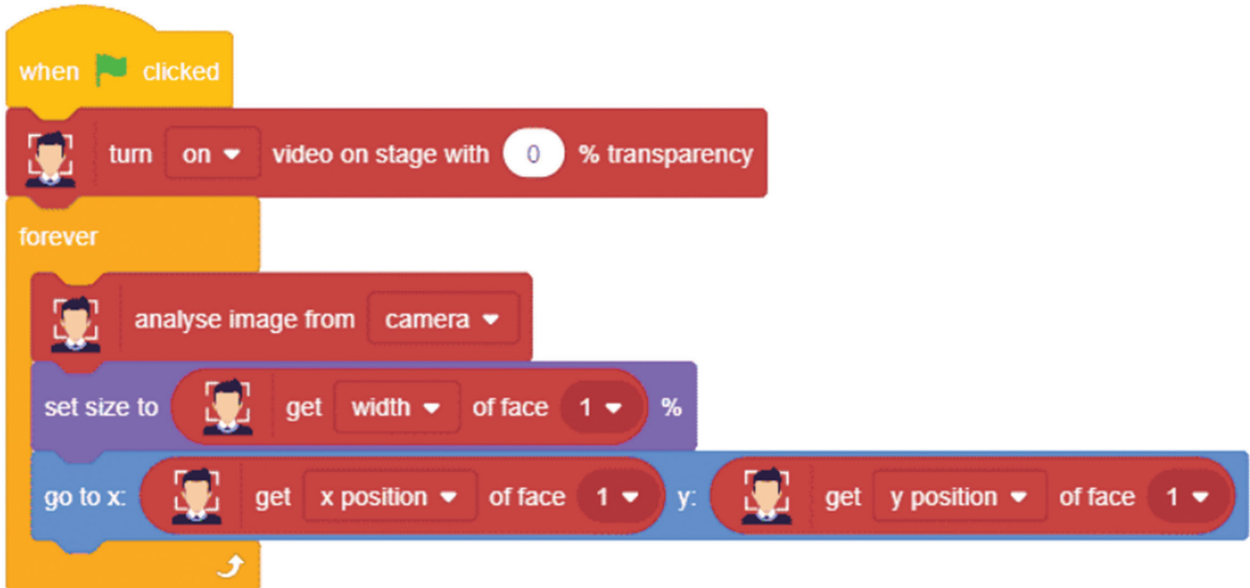 when clicked
turn on video on stage with 0 % transparency
forever
analyse image from camera
set size to get width of face 1 %
go to x: get x position of face 1 y: get y position of face 1